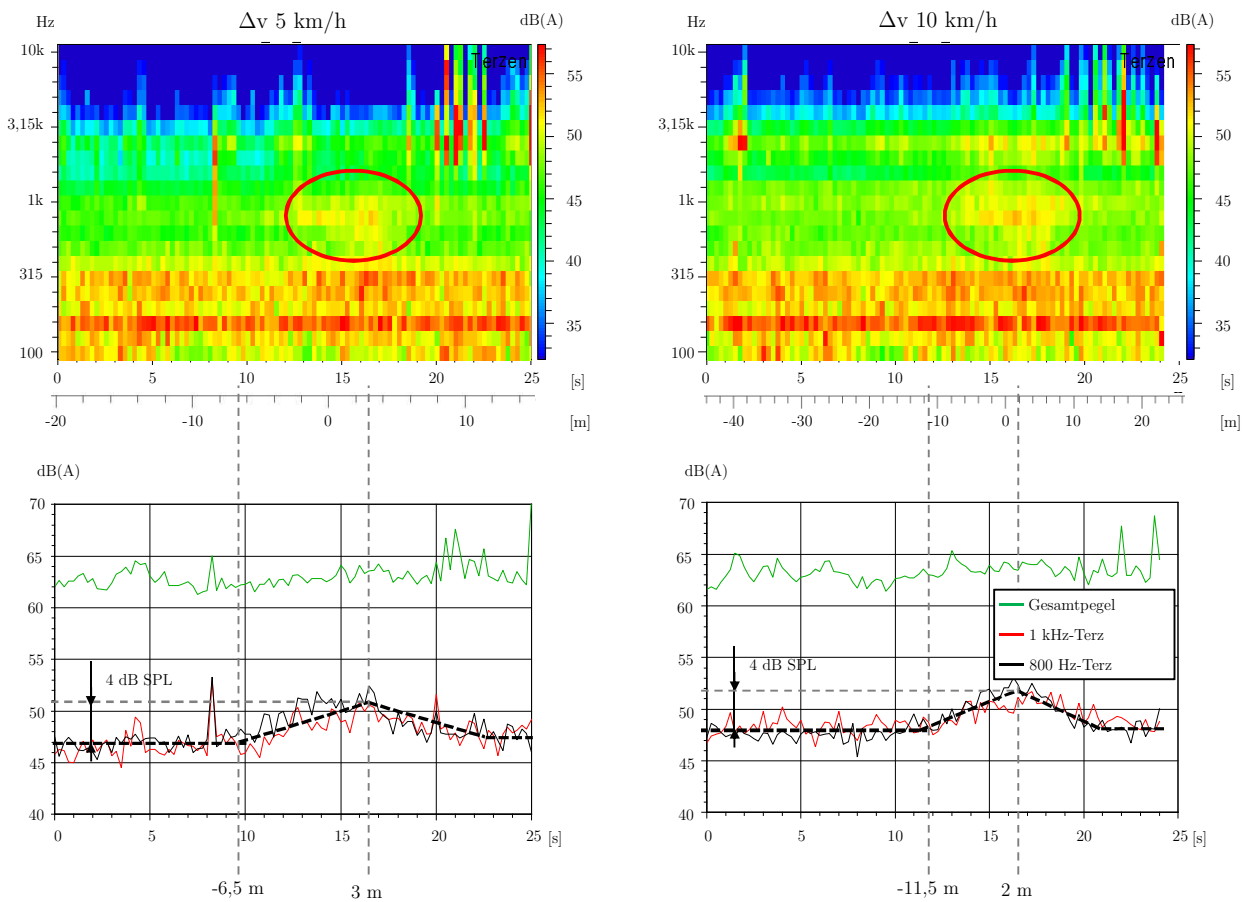 Hz
Δv 5 km/h
dB(A)
Hz
Δv 10 km/h
dB(A)
10k
Terzen
55
10k
Terzen
55
3,15k
50
3,15k
50
1k
45
1k
45
315
40
315
40
35
35
100
100
0 5 10 15 20 25 [s]
0 5 10 15 20 25 [s]
-20 -10 0 10 [m]
-40 -30 -20 -10 0 10 20 [m]
dB(A)
dB(A)
70
65
60
55
50
45
40
4 dB SPL
0 5 10 15 20 25 [s]
-6,5 m
3 m
70
65
60
55
50
45
40
Gesamtpegel
1 kHz-Terz
800 Hz-Terz
4 dB SPL
0 5 10 15 20 25 [s]
-11,5 m
2 m